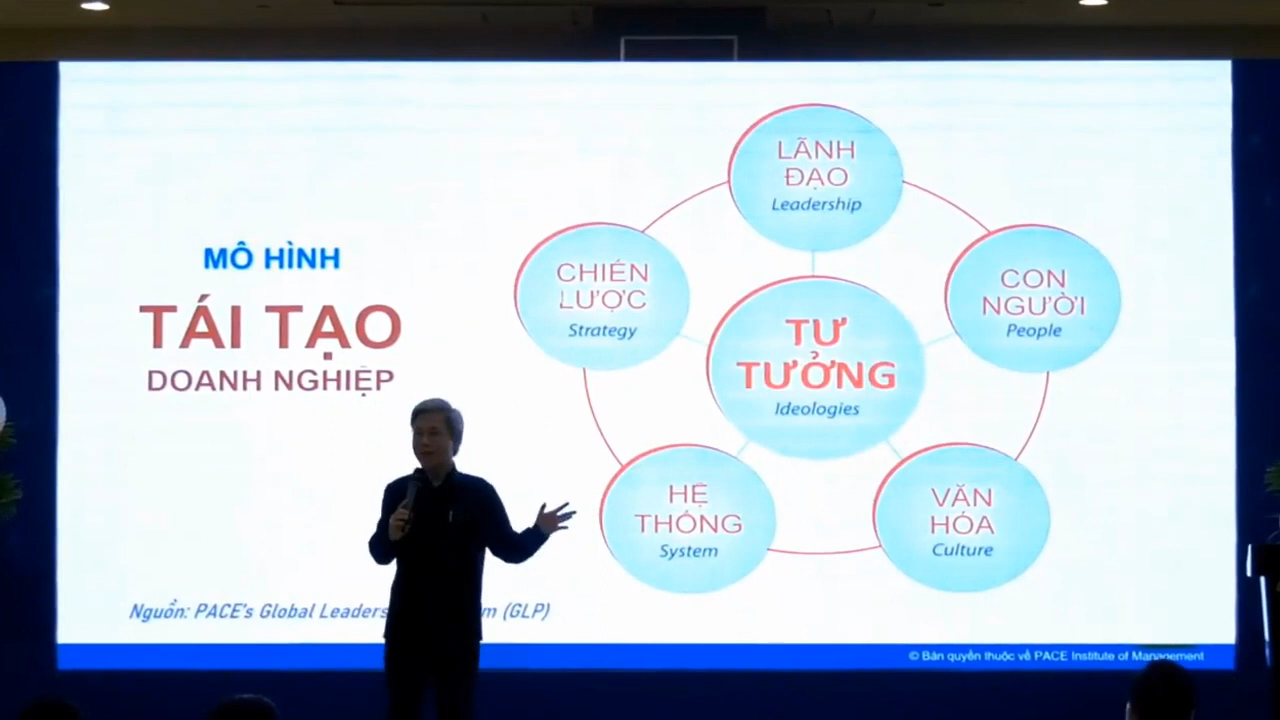 MÔ HÌNH
TÁI TẠO
DOANH NGHIỆP
LÃNH
ĐẠO
Leadership
CHIẾN
LƯỢC
Strategy
CON
NGƯỜI
People
TƯ
TƯỞNG
Ideologies
HỆ
THỐNG
System
VĂN
HÓA
Culture
Nguồn: PACE's Global (GLP)
© Bản quyền thuộc về PACE Institute of Management